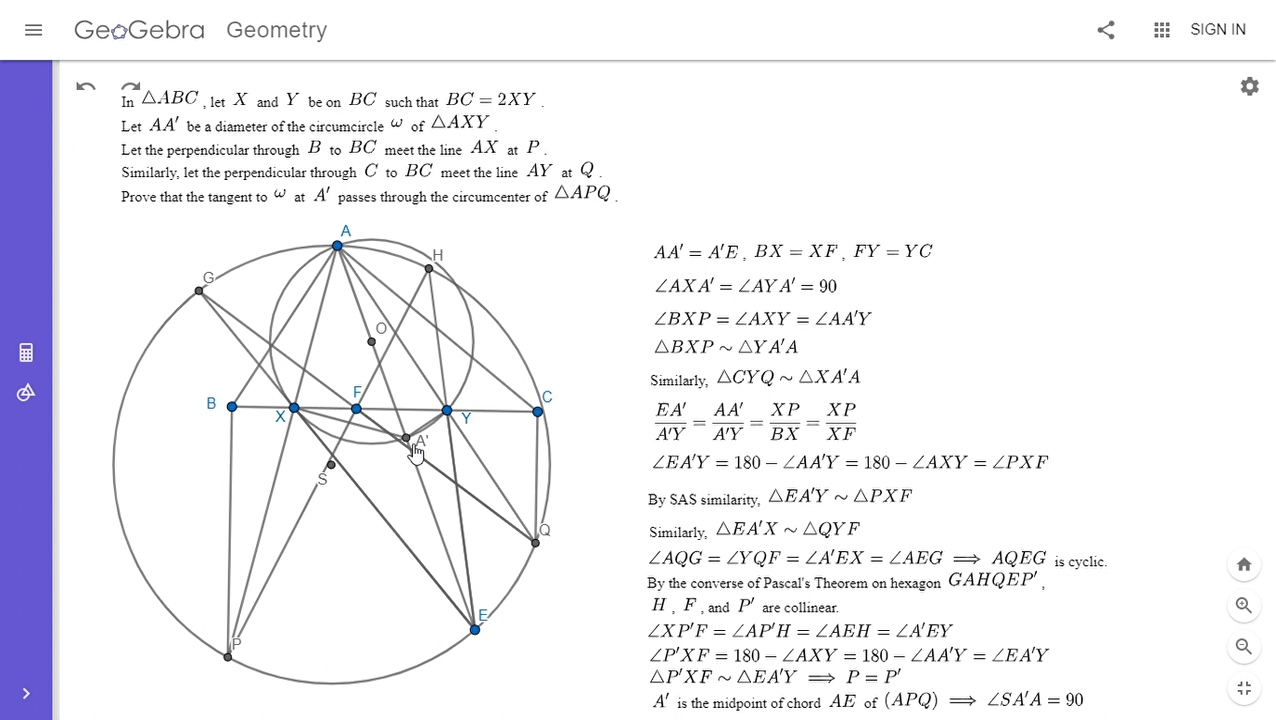 GeoGebra Geometry SIGN IN
In △ABC , let X and Y be on BC such that BC = 2XY .
Let AA′ be a diameter of the circumcircle ω of △AXY .
Let the perpendicular through B to BC meet the line AX at P .
Similarly, let the perpendicular through C to BC meet the line AY at Q .
Prove that the tangent to ω at A′ passes through the circumcenter of △APQ .
A
H
G
O
B
X
F
Y
C
A'
S
Q
E
P
AA′ = A′E , BX = XF , FY = YC
∠AXA′ = ∠AYA′ = 90
∠BXP = ∠AXY = ∠AA′Y
△BXP ∼ △YA′A
Similarly, △CYQ ∼ △XA′A
EA′/A′Y = AA′/A′Y = XP/BX = XP/XF
∠EA′Y = 180 − ∠AA′Y = 180 − ∠AXY = ∠PXF
By SAS similarity, △EA′Y ∼ △PXF
Similarly, △EA′X ∼ △QYF
∠AQG = ∠YQF = ∠A′EX = ∠AEG ⟹ AQEG is cyclic.
By the converse of Pascal's Theorem on hexagon GAHQEP′ ,
H , F , and P′ are collinear.
∠XP′F = ∠AP′H = ∠AEH = ∠A′EY
∠P′XF = 180 − ∠AXY = 180 − ∠AA′Y = ∠EA′Y
△P′XF ∼ △EA′Y ⟹ P = P′
A′ is the midpoint of chord AE of (APQ) ⟹ ∠SA′A = 90